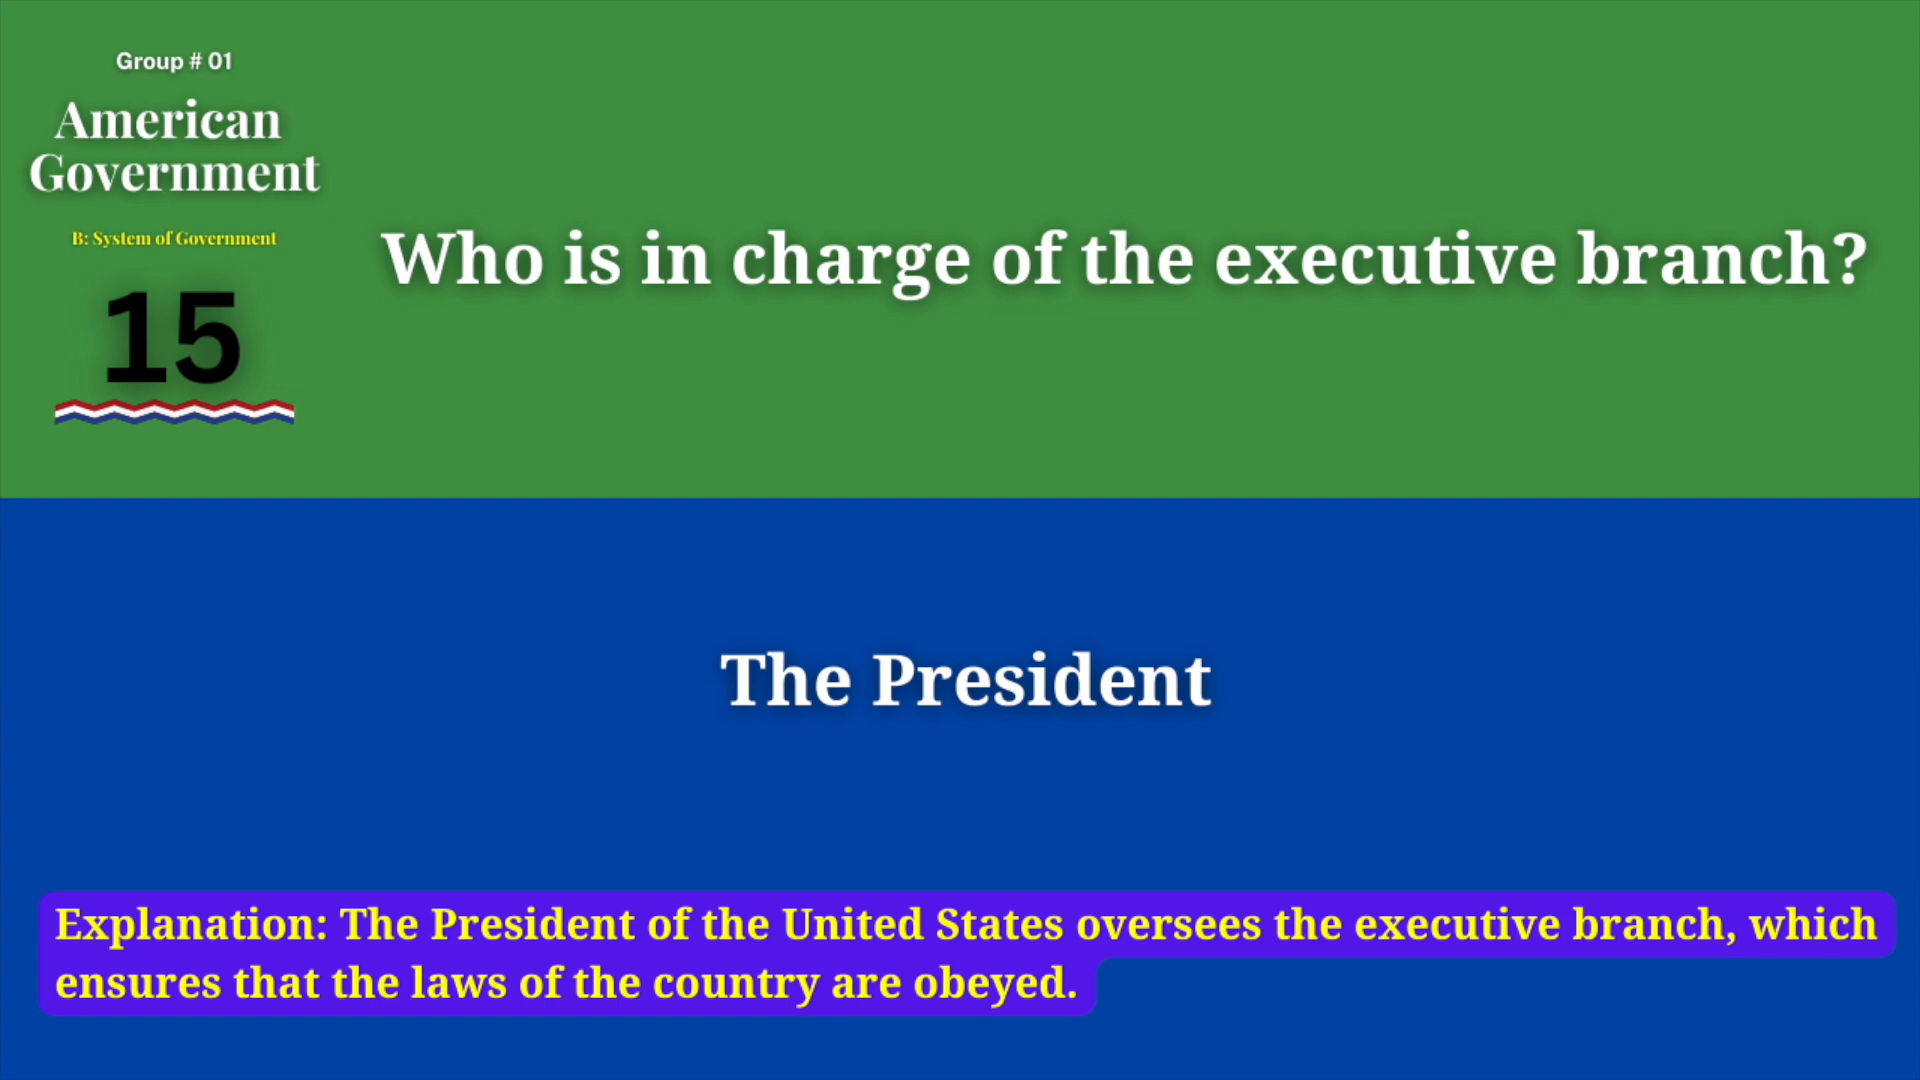 Group # 01
American
Government
B: System of Government
15
Who is in charge of the executive branch?
The President
Explanation: The President of the United States oversees the executive branch, which
ensures that the laws of the country are obeyed.